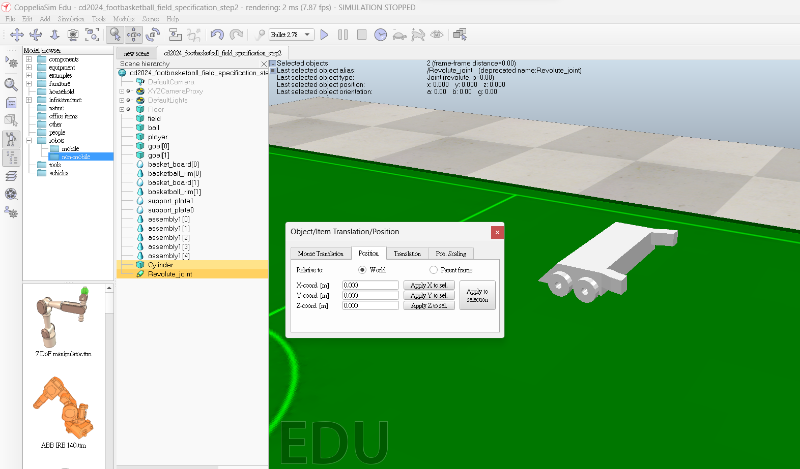 CoppeliaSim Edu - cd2024_footbasketball_field_specification_step2 - rendering: 2 ms (7.87 fps) - SIMULATION STOPPED
File Edit Add Simulation Tools Modules Scenes Help
Bullet 2.78
Model browser
components
equipment
examples
furniture
household
infrastructure
nature
office items
other
people
robots
mobile
non-mobile
tools
vehicles
7 DoF manipulator.ttm
ABB IRB 140.ttm
new scene
cd2024_footbasketball_field_specification_step2
Scene hierarchy
cd2024_footbasketball_field_specification_ste
DefaultCamera
XYZCameraProxy
DefaultLights
Floor
field
ball
player
goal[0]
goal[1]
basket_board[0]
basketball_rim[0]
basket_board[1]
basketball_rim[1]
assembly1[0]
assembly1[1]
assembly1[2]
assembly1[3]
assembly1[4]
Cylinder
Revolute_joint
Selected objects: 2 (frame-frame distance=0.00)
Last selected object alias: /Revolute_joint (deprecated name:Revolute_joint)
Last selected object type: Joint (revolute, p=0.0)
Last selected object position: x: 0.000 y: 0.000 z: 0.000
Last selected object orientation: a: 0.00 b: 0.00 g: 0.00
Object/Item Translation/Position
Mouse Translation Position Translation Pos. Scaling
Relative to: World Parent frame
X-coord. [m] 0.000 Apply X to sel.
Y-coord. [m] 0.000 Apply Y to sel.
Z-coord. [m] 0.000 Apply Z to sel.
Apply to selection
EDU